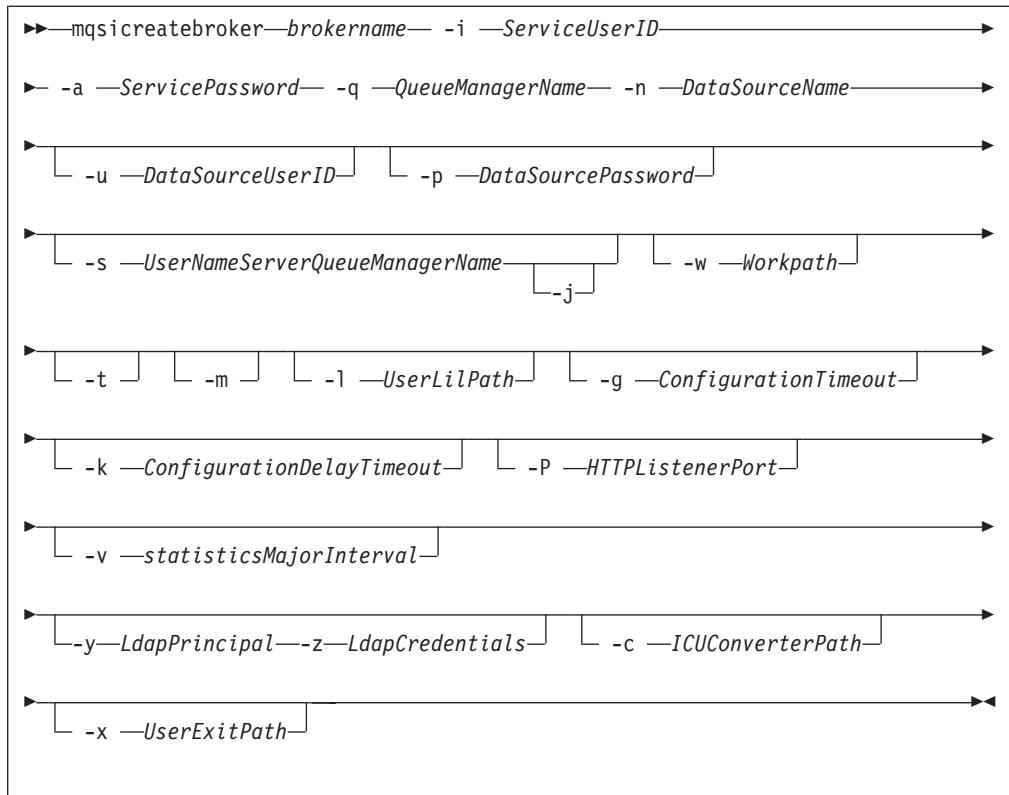 mqsicreatebroker brokername -i ServiceUserID
-a ServicePassword -q QueueManagerName -n DataSourceName
-u DataSourceUserID -p DataSourcePassword
-s UserNameServerQueueManagerName -j -w Workpath
-t -m -l UserLilPath -g ConfigurationTimeout
-k ConfigurationDelayTimeout -P HTTPListenerPort
-v statisticsMajorInterval
-y LdapPrincipal -z LdapCredentials -c ICUConverterPath
-x UserExitPath